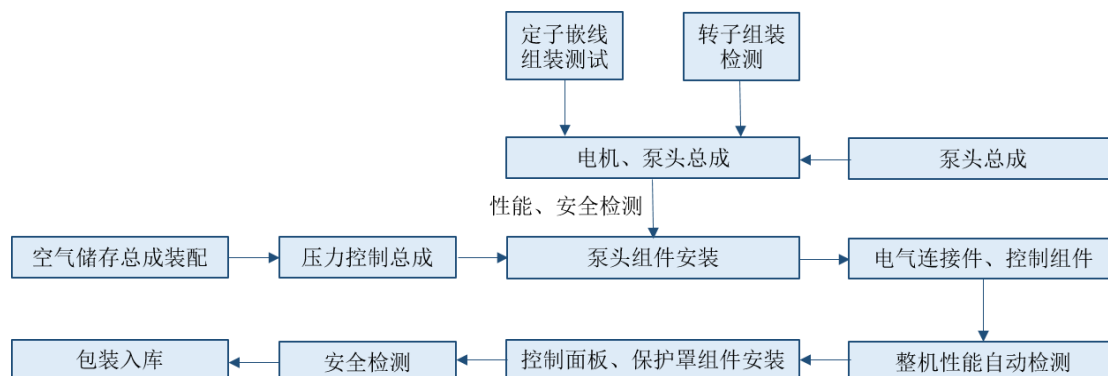 定子嵌线
组装测试
转子组装
检测
电机、泵头总成
泵头总成
性能、安全检测
空气储存总成装配
压力控制总成
泵头组件安装
电气连接件、控制组件
包装入库
安全检测
控制面板、保护罩组件安装
整机性能自动检测